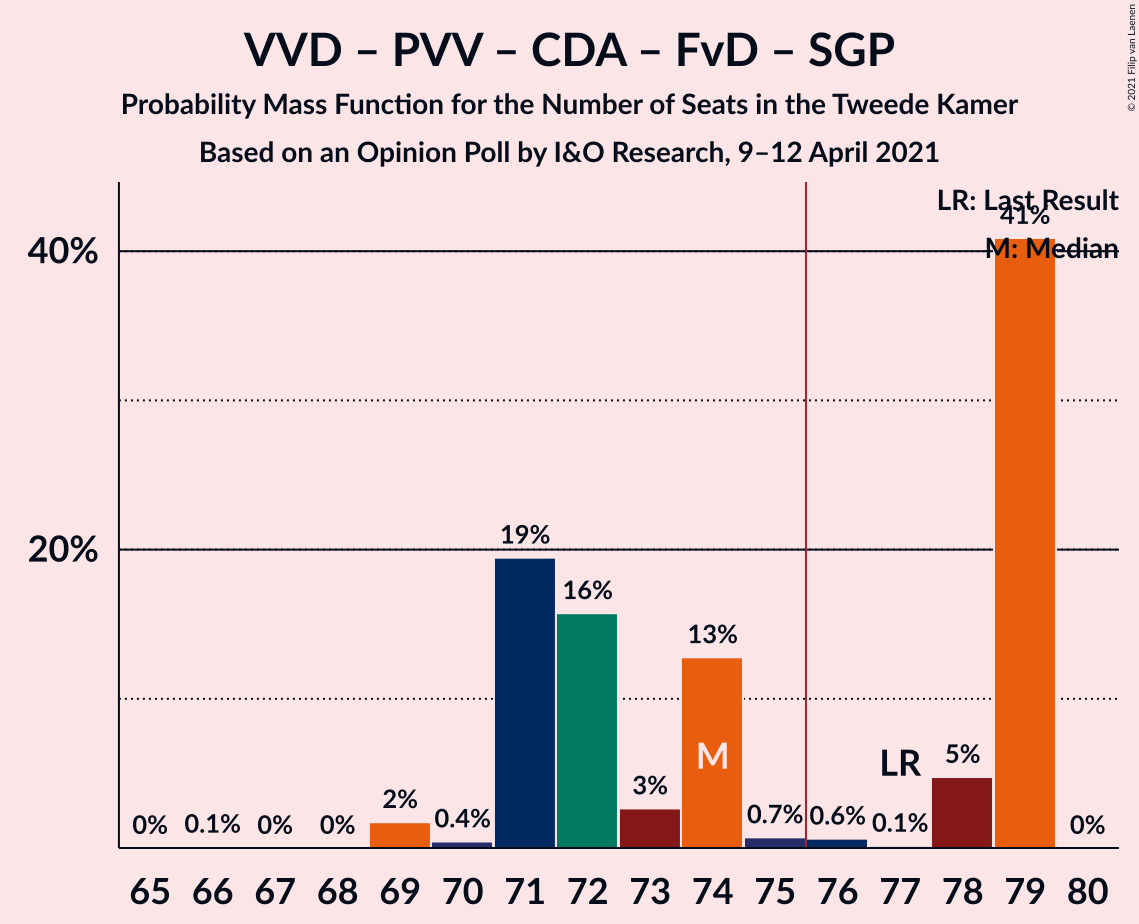 VVD – PVV – CDA – FvD – SGP
Probability Mass Function for the Number of Seats in the Tweede Kamer
Based on an Opinion Poll by I&O Research, 9–12 April 2021
© 2021 Filip van Laenen
LR: Last Result
M: Median
40%
20%
0% 0.1% 0% 0% 2% 0.4% 19% 16% 3% 13% 0.7% 0.6% 0.1% 5% 41% 0%
M
LR
65 66 67 68 69 70 71 72 73 74 75 76 77 78 79 80